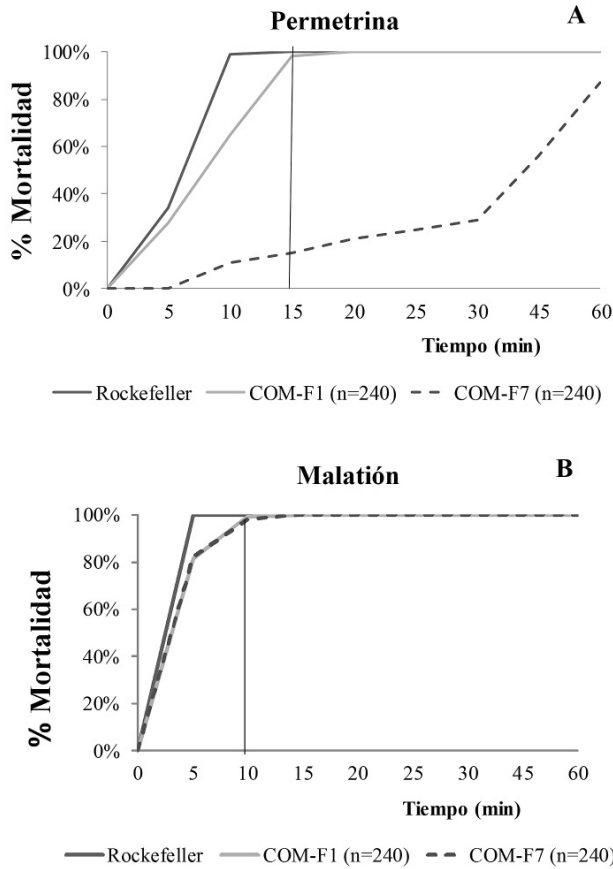 Permetrina
A
% Mortalidad
100%
80%
60%
40%
20%
0%
0 5 10 15 20 25 30 45 60
Tiempo (min)
Rockefeller COM-F1 (n=240) COM-F7 (n=240)
Malatión
B
% Mortalidad
100%
80%
60%
40%
20%
0%
0 5 10 15 20 25 30 45 60
Tiempo (min)
Rockefeller COM-F1 (n=240) COM-F7 (n=240)